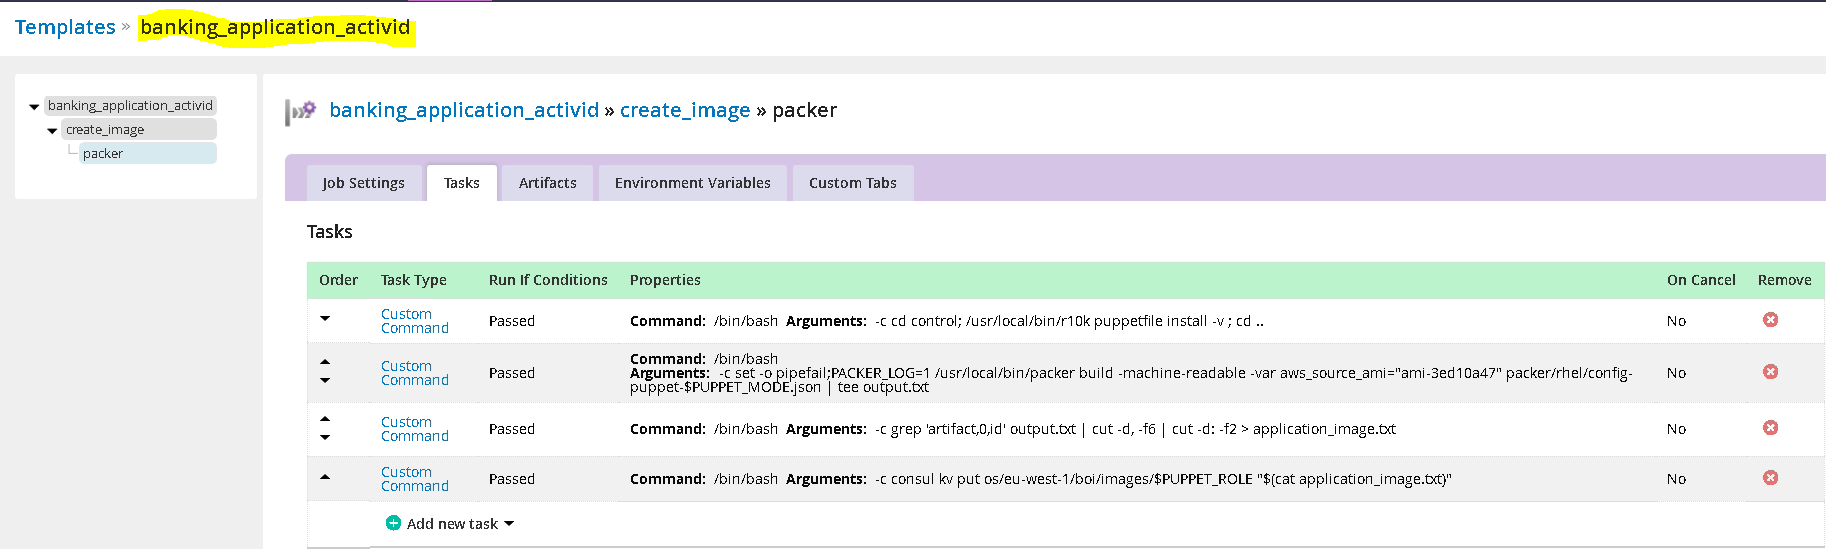 Templates » banking_application_activid
banking_application_activid
create_image
packer
banking_application_activid » create_image » packer
Job Settings Tasks Artifacts Environment Variables Custom Tabs
Tasks
Order Task Type Run If Conditions Properties On Cancel Remove
Custom Command Passed Command: /bin/bash Arguments: -c cd control; /usr/local/bin/r10k puppetfile install -v ; cd .. No
Custom Command Passed Command: /bin/bash
Arguments: -c set -o pipefail;PACKER_LOG=1 /usr/local/bin/packer build -machine-readable -var aws_source_ami="ami-3ed10a47" packer/rhel/config-
puppet-$PUPPET_MODE.json | tee output.txt No
Custom Command Passed Command: /bin/bash Arguments: -c grep 'artifact,0,id' output.txt | cut -d, -f6 | cut -d: -f2 > application_image.txt No
Custom Command Passed Command: /bin/bash Arguments: -c consul kv put os/eu-west-1/boi/images/$PUPPET_ROLE "$(cat application_image.txt)" No
Add new task